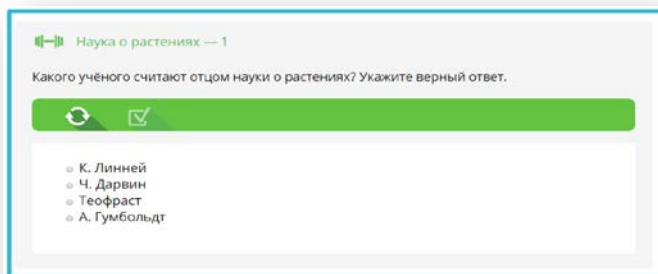 Наука о растениях — 1
Какого учёного считают отцом науки о растениях? Укажите верный ответ.
К. Линней
Ч. Дарвин
Теофраст
А. Гумбольдт